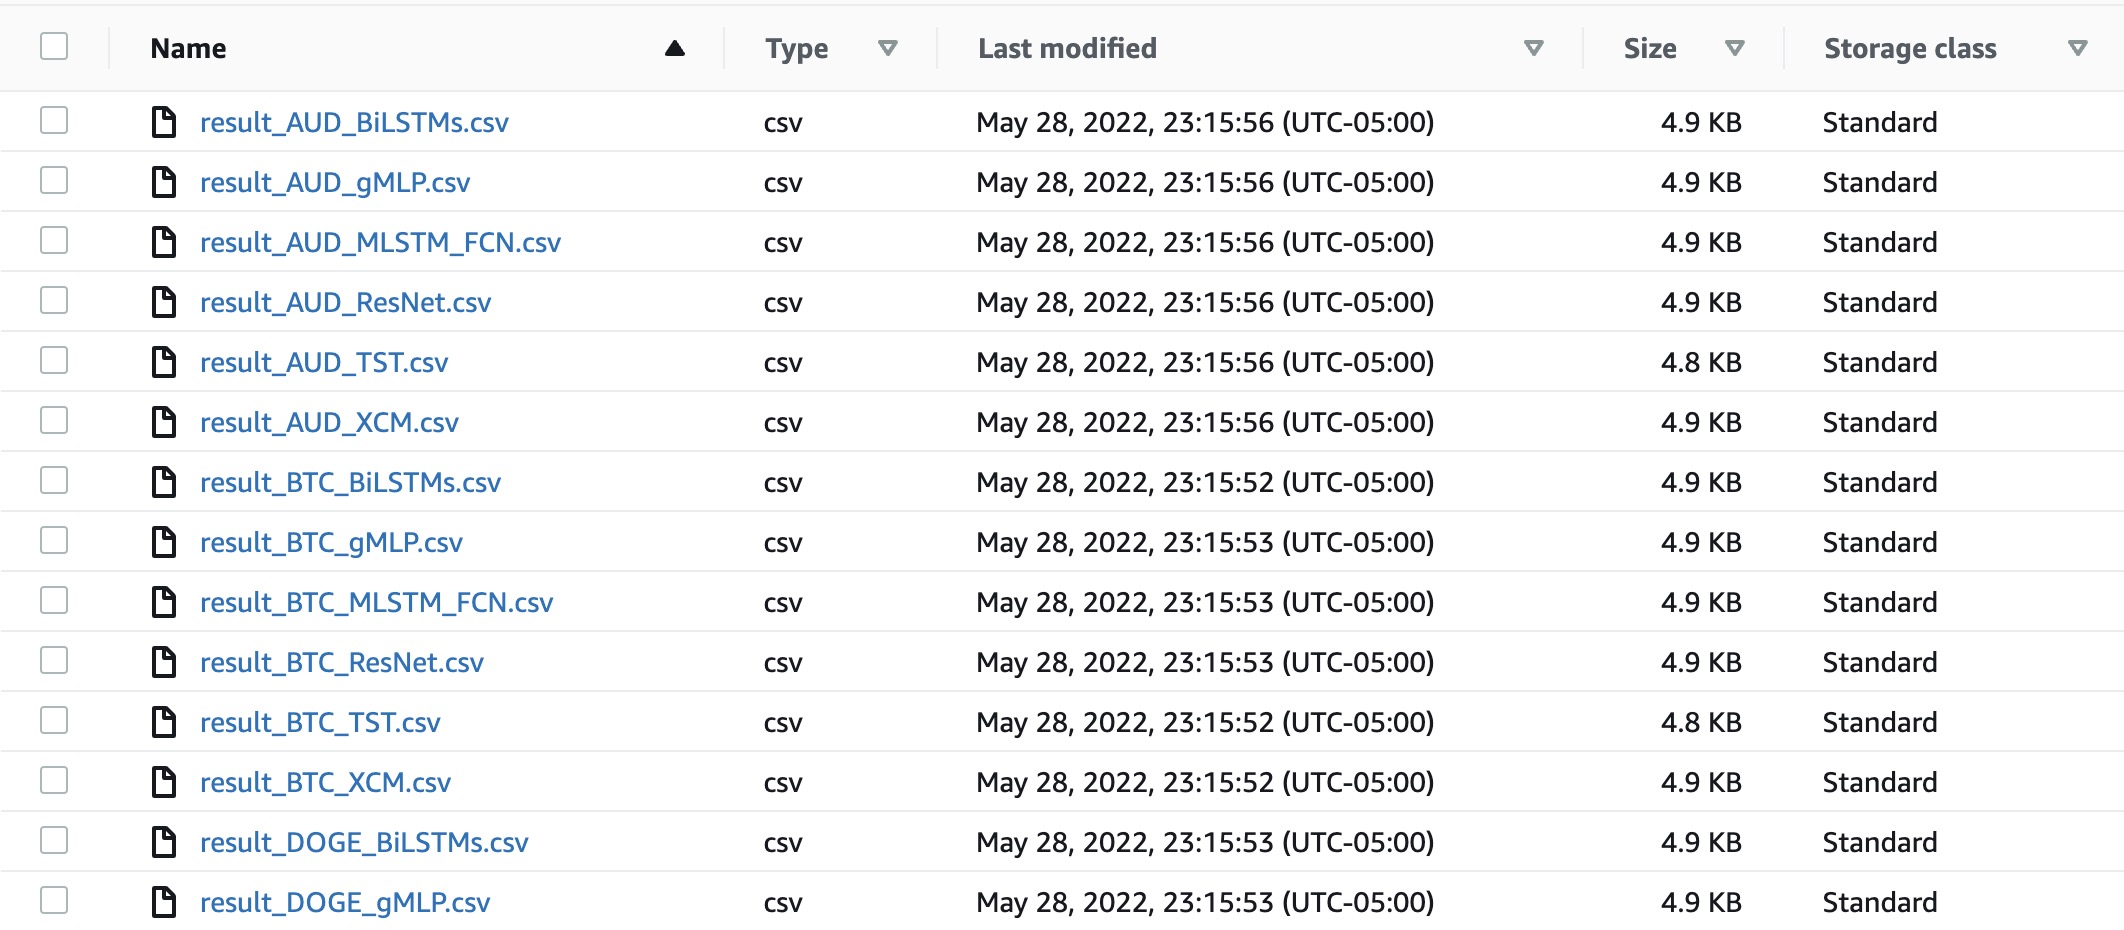 Name Type Last modified Size Storage class
result_AUD_BiLSTMs.csv csv May 28, 2022, 23:15:56 (UTC-05:00) 4.9 KB Standard
result_AUD_gMLP.csv csv May 28, 2022, 23:15:56 (UTC-05:00) 4.9 KB Standard
result_AUD_MLSTM_FCN.csv csv May 28, 2022, 23:15:56 (UTC-05:00) 4.9 KB Standard
result_AUD_ResNet.csv csv May 28, 2022, 23:15:56 (UTC-05:00) 4.9 KB Standard
result_AUD_TST.csv csv May 28, 2022, 23:15:56 (UTC-05:00) 4.8 KB Standard
result_AUD_XCM.csv csv May 28, 2022, 23:15:56 (UTC-05:00) 4.9 KB Standard
result_BTC_BiLSTMs.csv csv May 28, 2022, 23:15:52 (UTC-05:00) 4.9 KB Standard
result_BTC_gMLP.csv csv May 28, 2022, 23:15:53 (UTC-05:00) 4.9 KB Standard
result_BTC_MLSTM_FCN.csv csv May 28, 2022, 23:15:53 (UTC-05:00) 4.9 KB Standard
result_BTC_ResNet.csv csv May 28, 2022, 23:15:53 (UTC-05:00) 4.9 KB Standard
result_BTC_TST.csv csv May 28, 2022, 23:15:52 (UTC-05:00) 4.8 KB Standard
result_BTC_XCM.csv csv May 28, 2022, 23:15:52 (UTC-05:00) 4.9 KB Standard
result_DOGE_BiLSTMs.csv csv May 28, 2022, 23:15:53 (UTC-05:00) 4.9 KB Standard
result_DOGE_gMLP.csv csv May 28, 2022, 23:15:53 (UTC-05:00) 4.9 KB Standard